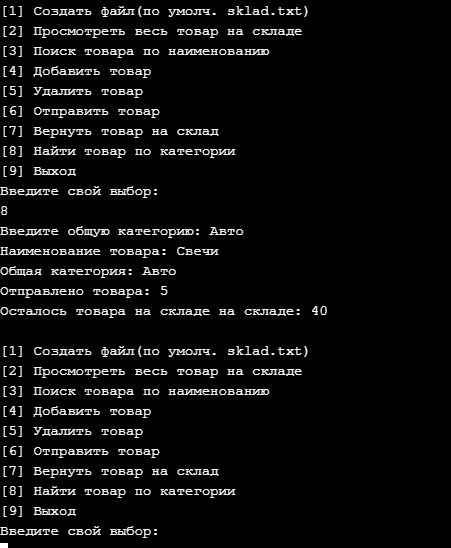 [1] Создать файл(по умолч. sklad.txt)
[2] Просмотреть весь товар на складе
[3] Поиск товара по наименованию
[4] Добавить товар
[5] Удалить товар
[6] Отправить товар
[7] Вернуть товар на склад
[8] Найти товар по категории
[9] Выход
Введите свой выбор:
8
Введите общую категорию: Авто
Наименование товара: Свечи
Общая категория: Авто
Отправлено товара: 5
Осталось товара на складе на складе: 40
[1] Создать файл(по умолч. sklad.txt)
[2] Просмотреть весь товар на складе
[3] Поиск товара по наименованию
[4] Добавить товар
[5] Удалить товар
[6] Отправить товар
[7] Вернуть товар на склад
[8] Найти товар по категории
[9] Выход
Введите свой выбор: